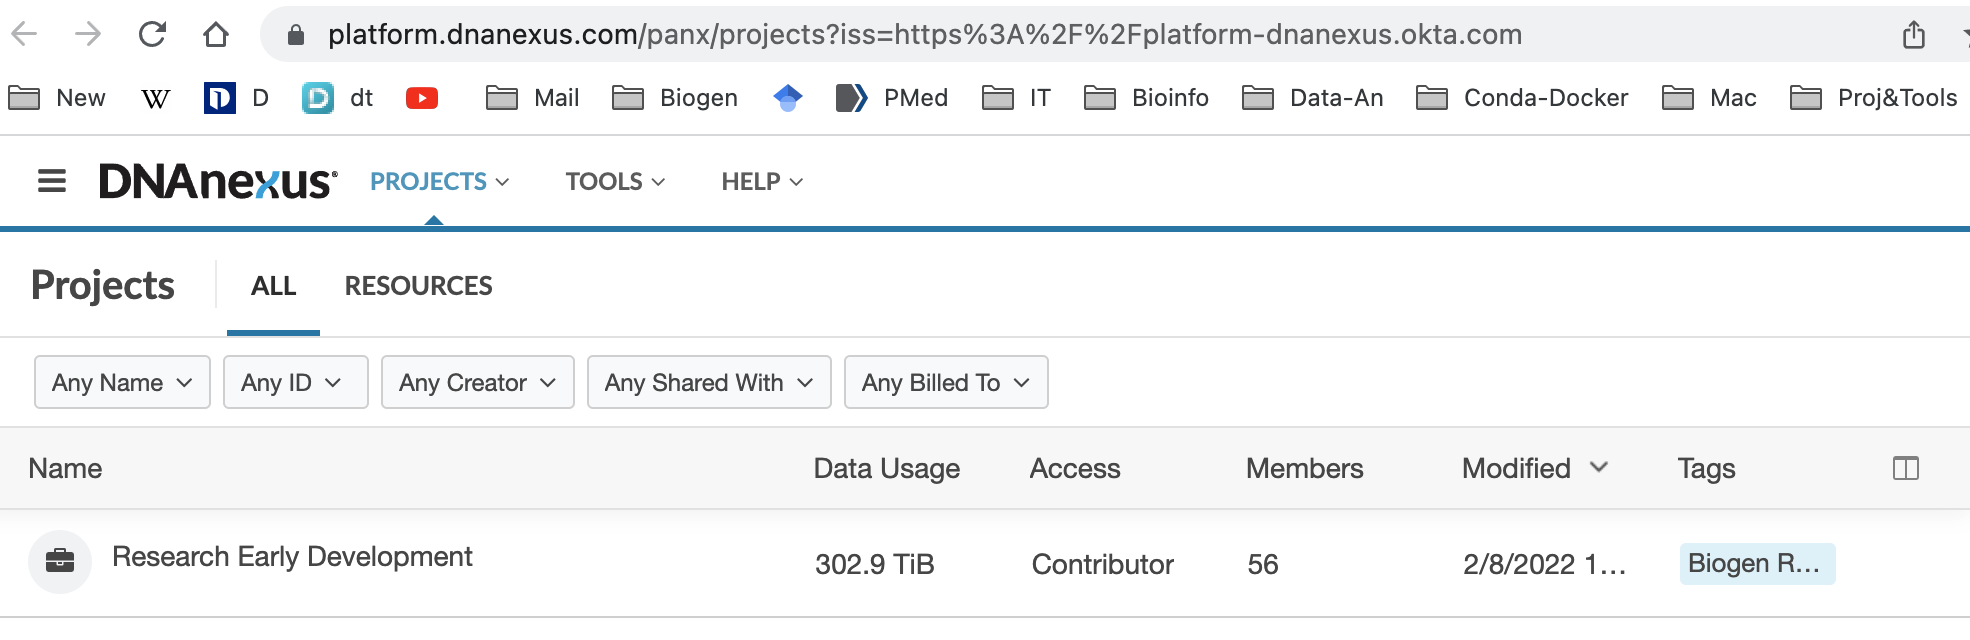 platform.dnanexus.com/panx/projects?iss=https%3A%2F%2Fplatform-dnanexus.okta.com
New W D D dt Mail Biogen PMed IT Bioinfo Data-An Conda-Docker Mac Proj&Tools
DNAnexus® PROJECTS TOOLS HELP
Projects ALL RESOURCES
Any Name Any ID Any Creator Any Shared With Any Billed To
Name Data Usage Access Members Modified Tags
Research Early Development 302.9 TiB Contributor 56 2/8/2022 1... Biogen R...